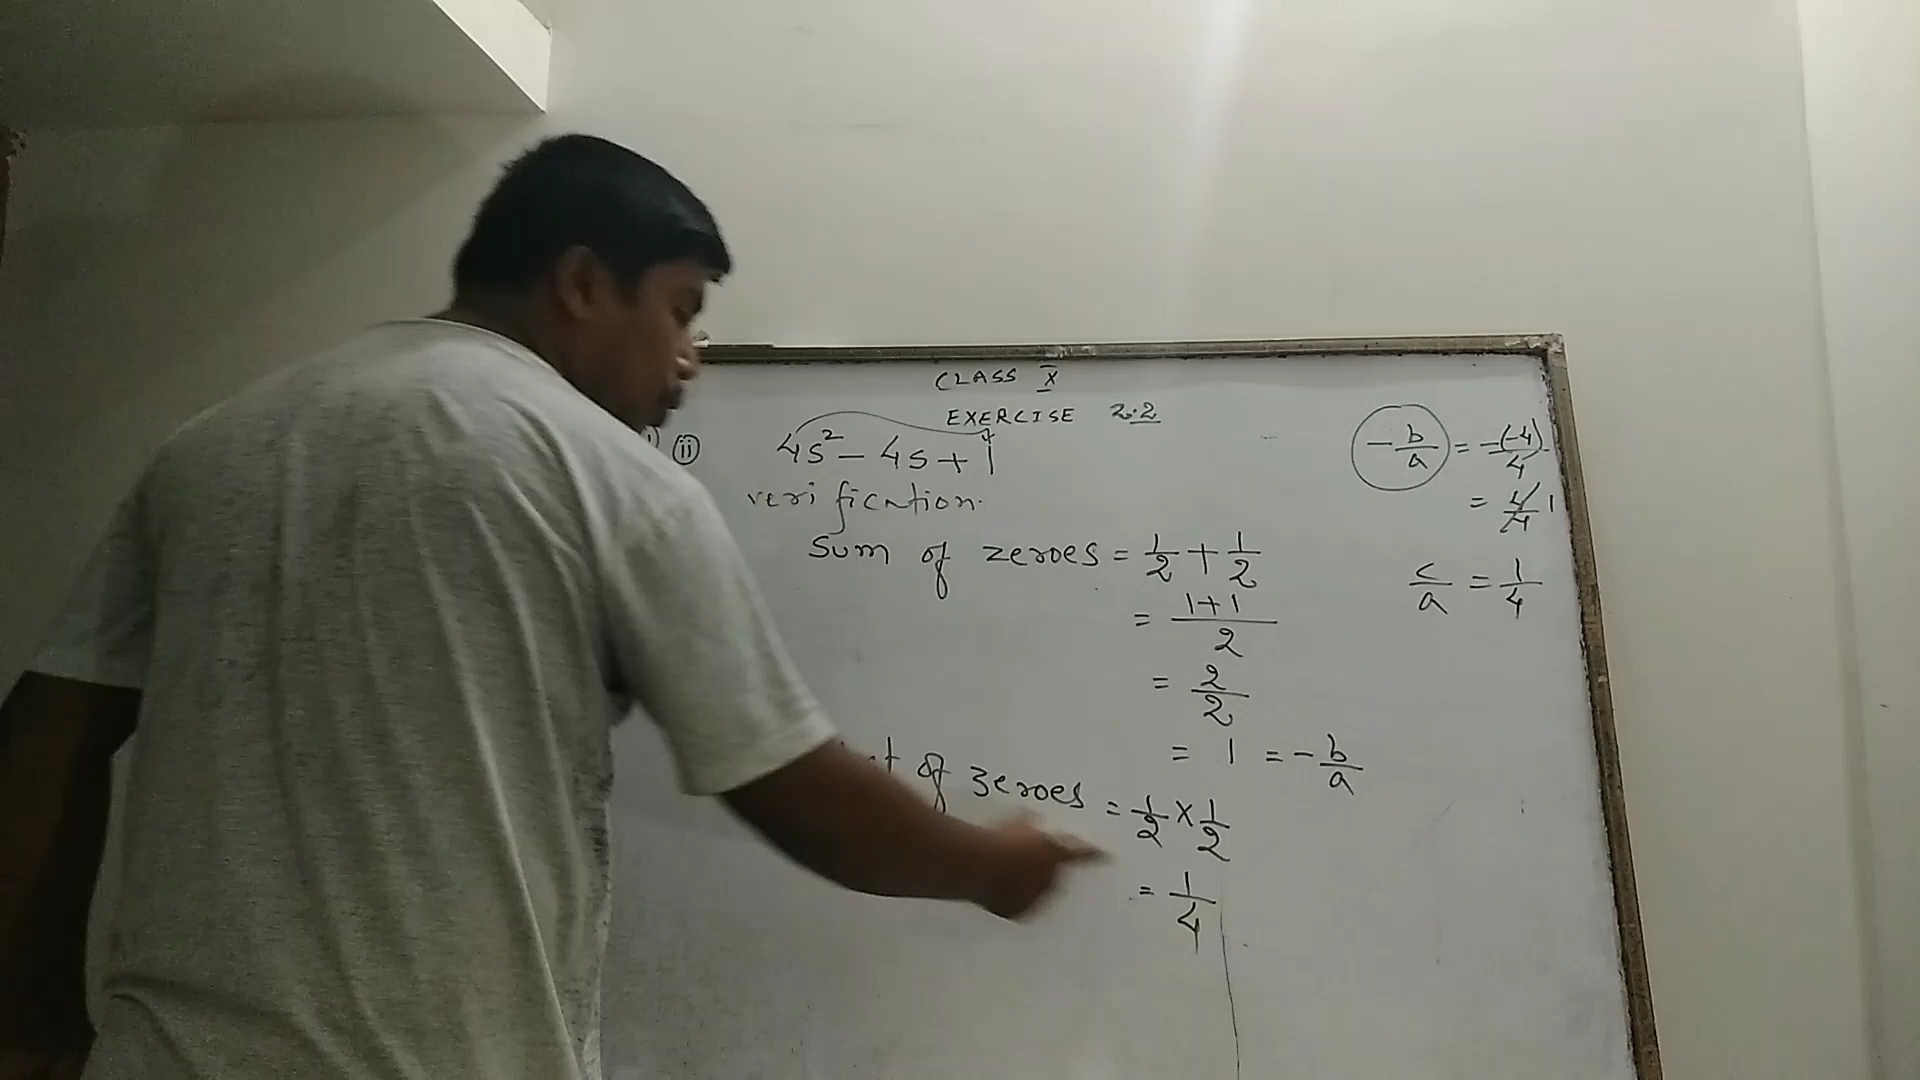 CLASS X
EXERCISE 2.2
(ii) 4s² - 4s + 1
verification.
Sum of zeroes = 1/2 + 1/2
= 1+1/2
= 2/2
= 1 = -b/a
of zeroes = 1/2 × 1/2
= 1/4
-b/a = -(-4)/4
= 4/4 1
c/a = 1/4